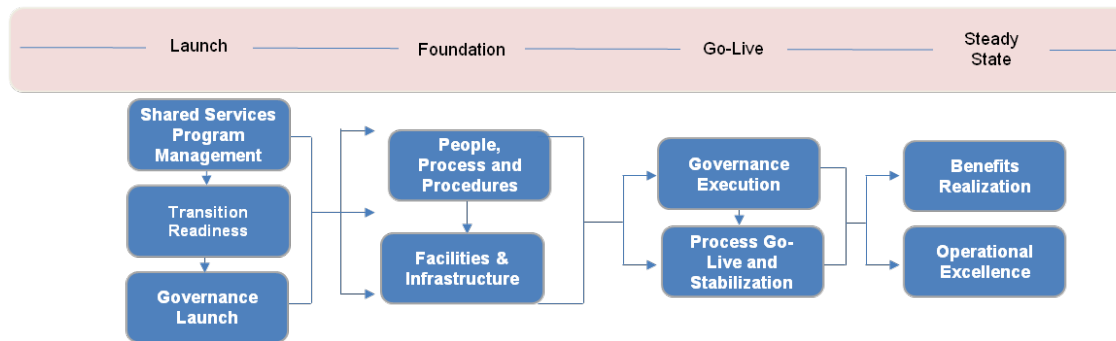 Launch
Foundation
Go-Live
Steady
State
Shared Services
Program
Management
Transition
Readiness
Governance
Launch
People,
Process and
Procedures
Facilities &
Infrastructure
Governance
Execution
Process Go-
Live and
Stabilization
Benefits
Realization
Operational
Excellence